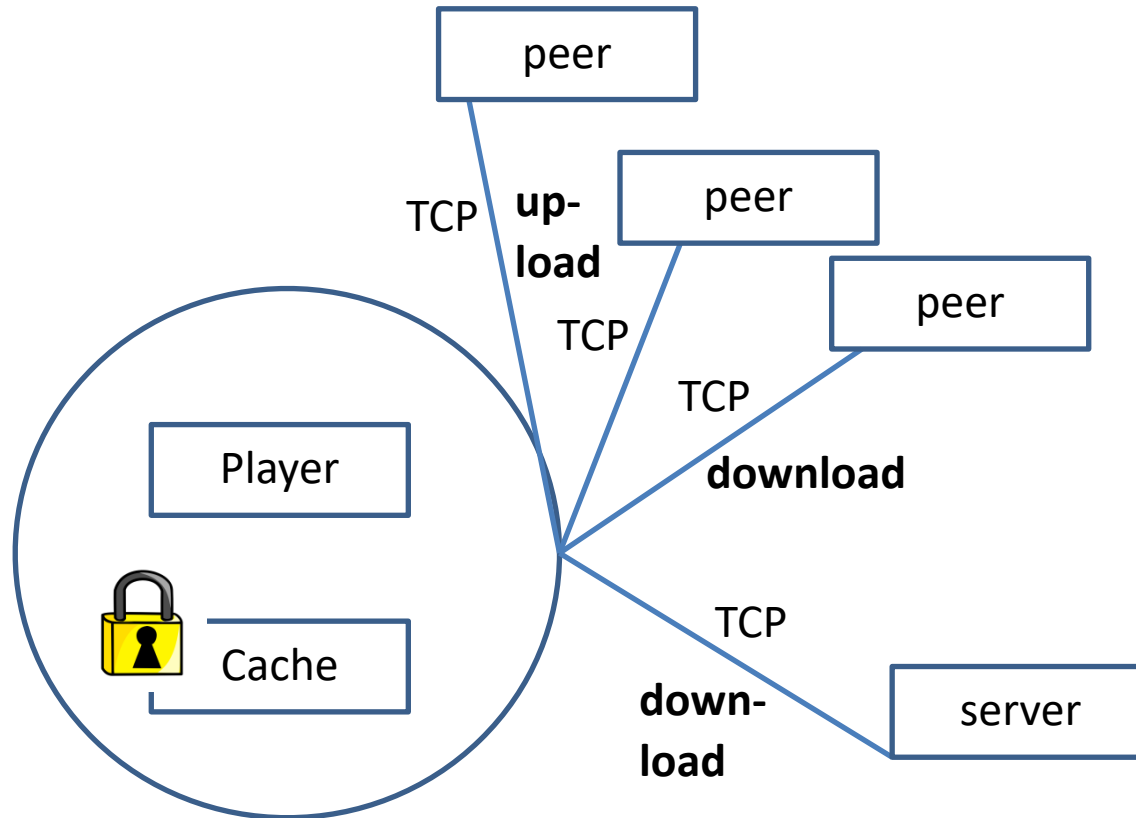 peer
peer
TCP
up-
load
peer
TCP
TCP
Player
download
TCP
Cache
down-
load
server